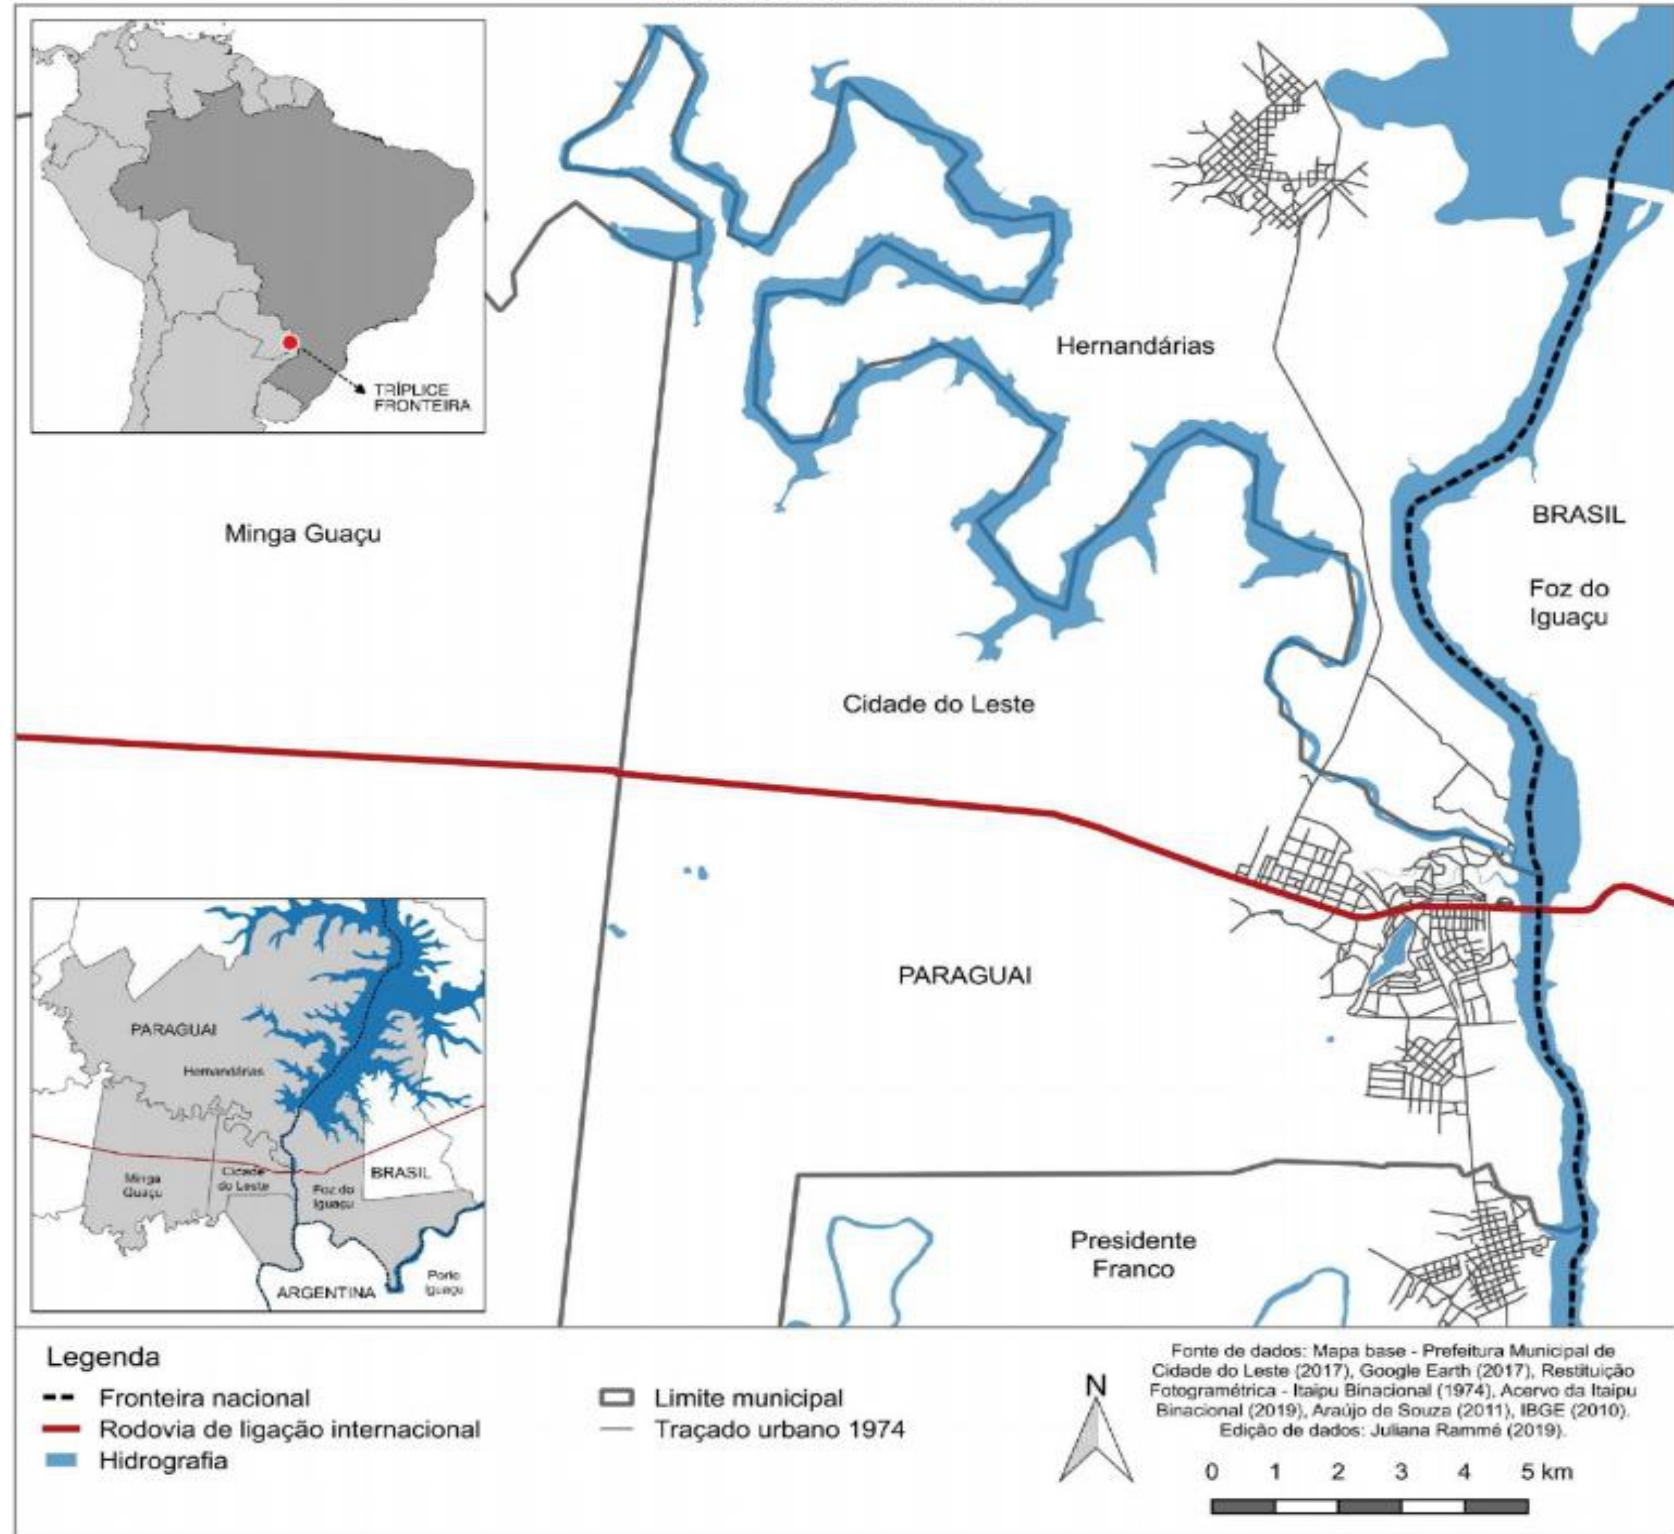 TRÍPLICE
FRONTEIRA
Hernandárias
Minga Guaçu
BRASIL
Foz do
Iguaçu
Cidade do Leste
PARAGUAI
Presidente
Franco
PARAGUAI
Hernandárias
Minga
Guaçu
Cidade
do Leste
Foz do
Iguaçu
BRASIL
ARGENTINA
Porto
Iguaçu
Legenda
Fronteira nacional
Rodovia de ligação internacional
Hidrografia
Limite municipal
Traçado urbano 1974
N
Fonte de dados: Mapa base - Prefeitura Municipal de
Cidade do Leste (2017), Google Earth (2017), Restituição
Fotogramétrica - Itaipu Binacional (1974), Acervo da Itaipu
Binacional (2019), Araújo de Souza (2011), IBGE (2010).
Edição de dados: Juliana Rammé (2019).
0 1 2 3 4 5 km